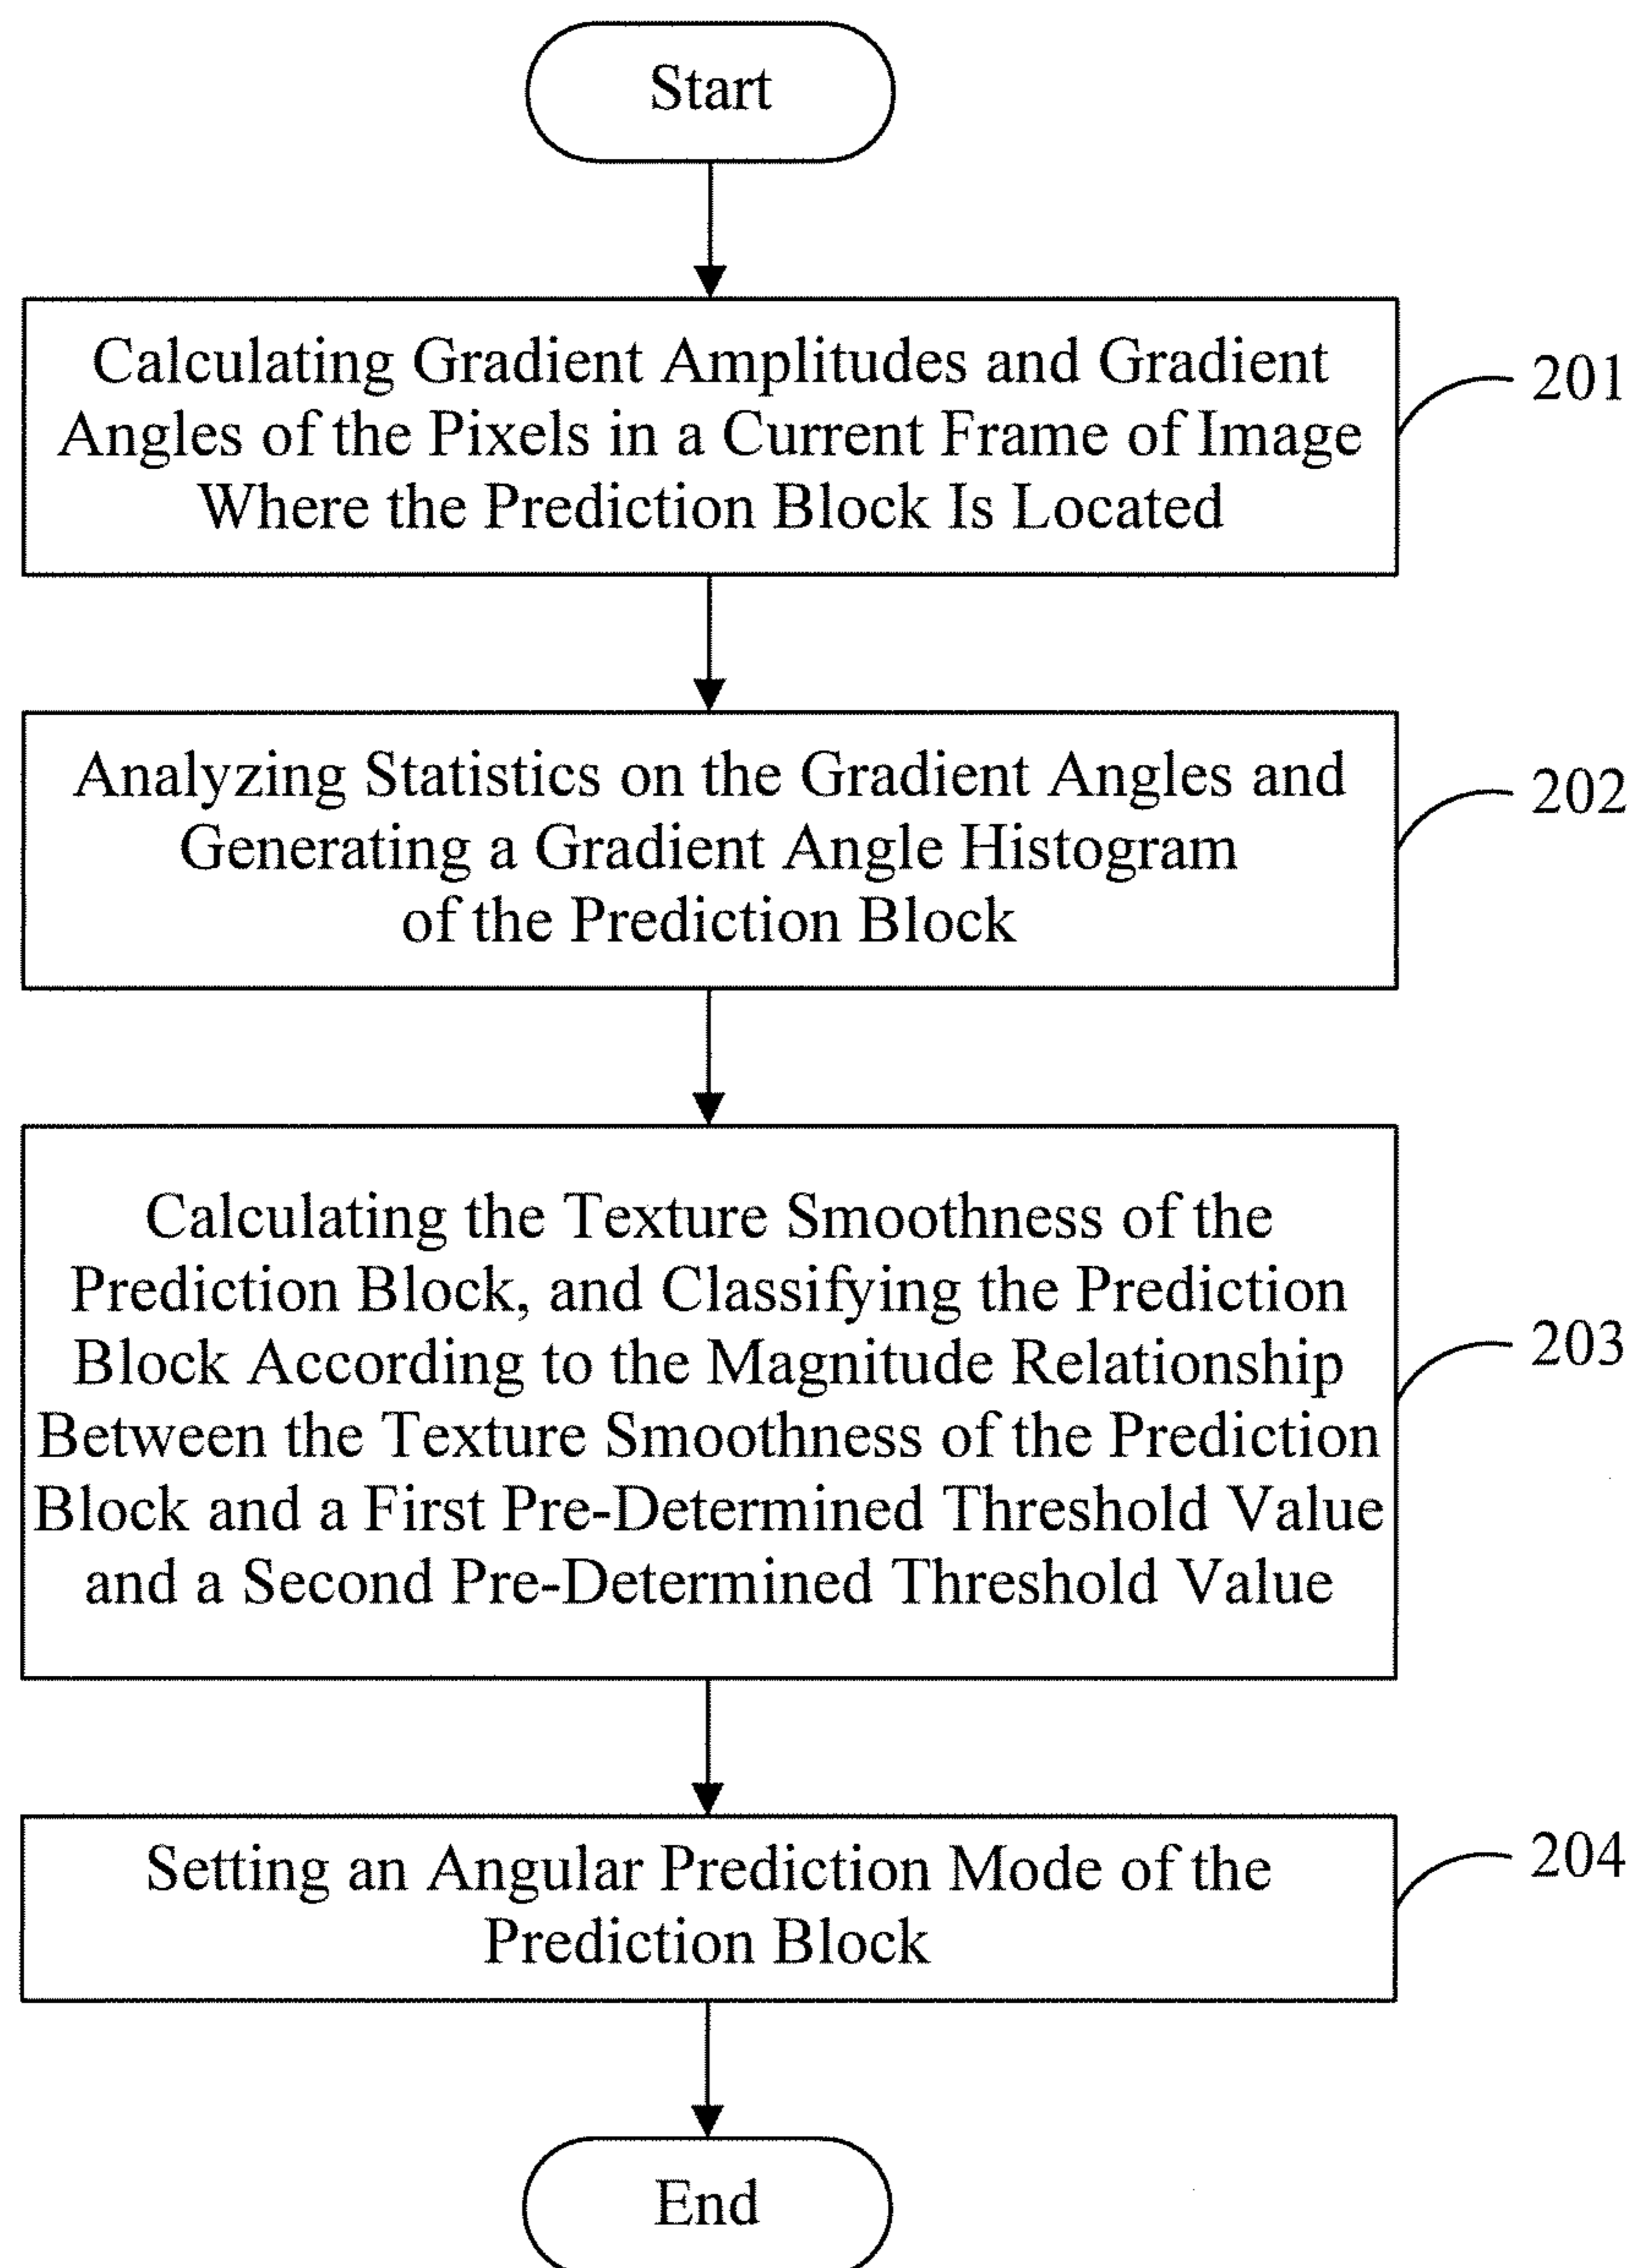 Start
Calculating Gradient Amplitudes and Gradient
Angles of the Pixels in a Current Frame of Image
Where the Prediction Block Is Located
201
Analyzing Statistics on the Gradient Angles and
Generating a Gradient Angle Histogram
of the Prediction Block
202
Calculating the Texture Smoothness of the
Prediction Block, and Classifying the Prediction
Block According to the Magnitude Relationship
Between the Texture Smoothness of the Prediction
Block and a First Pre-Determined Threshold Value
and a Second Pre-Determined Threshold Value
203
Setting an Angular Prediction Mode of the
Prediction Block
204
End